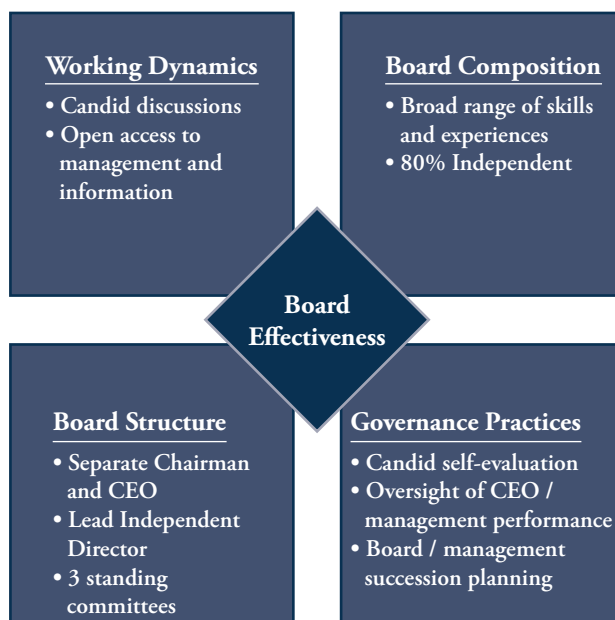 Working Dynamics
• Candid discussions
• Open access to
management and
information
Board Composition
• Broad range of skills
and experiences
• 80% Independent
Board
Effectiveness
Board Structure
• Separate Chairman
and CEO
• Lead Independent
Director
• 3 standing
committees
Governance Practices
• Candid self-evaluation
• Oversight of CEO /
management performance
• Board / management
succession planning